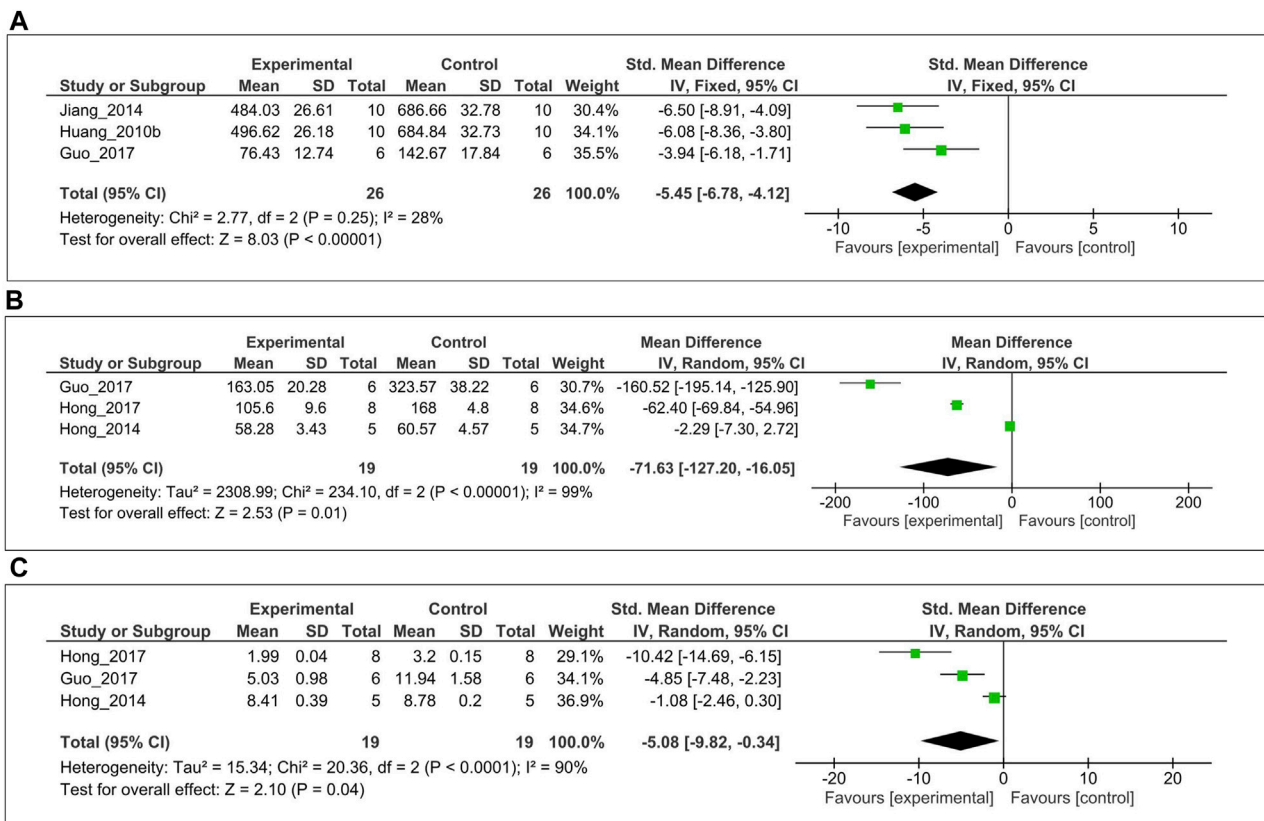 A
Experimental Control Std. Mean Difference Std. Mean Difference
Study or Subgroup Mean SD Total Mean SD Total Weight IV, Fixed, 95% CI IV, Fixed, 95% CI
Jiang_2014 484.03 26.61 10 686.66 32.78 10 30.4% -6.50 [-8.91, -4.09]
Huang_2010b 496.62 26.18 10 684.84 32.73 10 34.1% -6.08 [-8.36, -3.80]
Guo_2017 76.43 12.74 6 142.67 17.84 6 35.5% -3.94 [-6.18, -1.71]
Total (95% CI) 26 26 100.0% -5.45 [-6.78, -4.12]
Heterogeneity: Chi² = 2.77, df = 2 (P = 0.25); I² = 28%
Test for overall effect: Z = 8.03 (P < 0.00001)
-10 -5 0 5 10
Favours [experimental] Favours [control]
B
Experimental Control Mean Difference Mean Difference
Study or Subgroup Mean SD Total Mean SD Total Weight IV, Random, 95% CI IV, Random, 95% CI
Guo_2017 163.05 20.28 6 323.57 38.22 6 30.7% -160.52 [-195.14, -125.90]
Hong_2017 105.6 9.6 8 168 4.8 8 34.6% -62.40 [-69.84, -54.96]
Hong_2014 58.28 3.43 5 60.57 4.57 5 34.7% -2.29 [-7.30, 2.72]
Total (95% CI) 19 19 100.0% -71.63 [-127.20, -16.05]
Heterogeneity: Tau² = 2308.99; Chi² = 234.10, df = 2 (P < 0.00001); I² = 99%
Test for overall effect: Z = 2.53 (P = 0.01)
-200 -100 0 100 200
Favours [experimental] Favours [control]
C
Experimental Control Std. Mean Difference Std. Mean Difference
Study or Subgroup Mean SD Total Mean SD Total Weight IV, Random, 95% CI IV, Random, 95% CI
Hong_2017 1.99 0.04 8 3.2 0.15 8 29.1% -10.42 [-14.69, -6.15]
Guo_2017 5.03 0.98 6 11.94 1.58 6 34.1% -4.85 [-7.48, -2.23]
Hong_2014 8.41 0.39 5 8.78 0.2 5 36.9% -1.08 [-2.46, 0.30]
Total (95% CI) 19 19 100.0% -5.08 [-9.82, -0.34]
Heterogeneity: Tau² = 15.34; Chi² = 20.36, df = 2 (P < 0.0001); I² = 90%
Test for overall effect: Z = 2.10 (P = 0.04)
-20 -10 0 10 20
Favours [experimental] Favours [control]